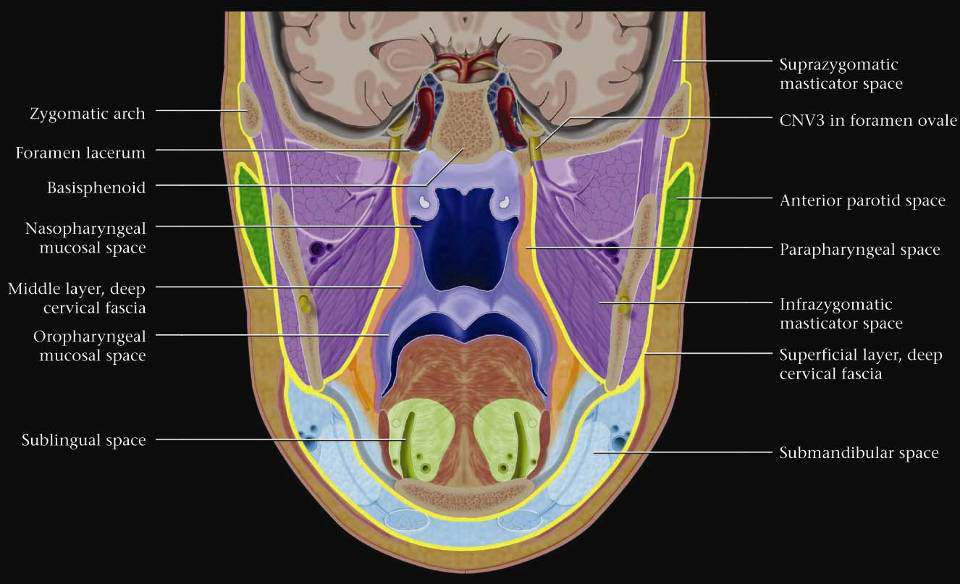 Zygomatic arch
Foramen lacerum
Basisphenoid
Nasopharyngeal
mucosal space
Middle layer, deep
cervical fascia
Oropharyngeal
mucosal space
Sublingual space
Suprazygomatic
masticator space
CNV3 in foramen ovale
Anterior parotid space
Parapharyngeal space
Infrazygomatic
masticator space
Superficial layer, deep
cervical fascia
Submandibular space